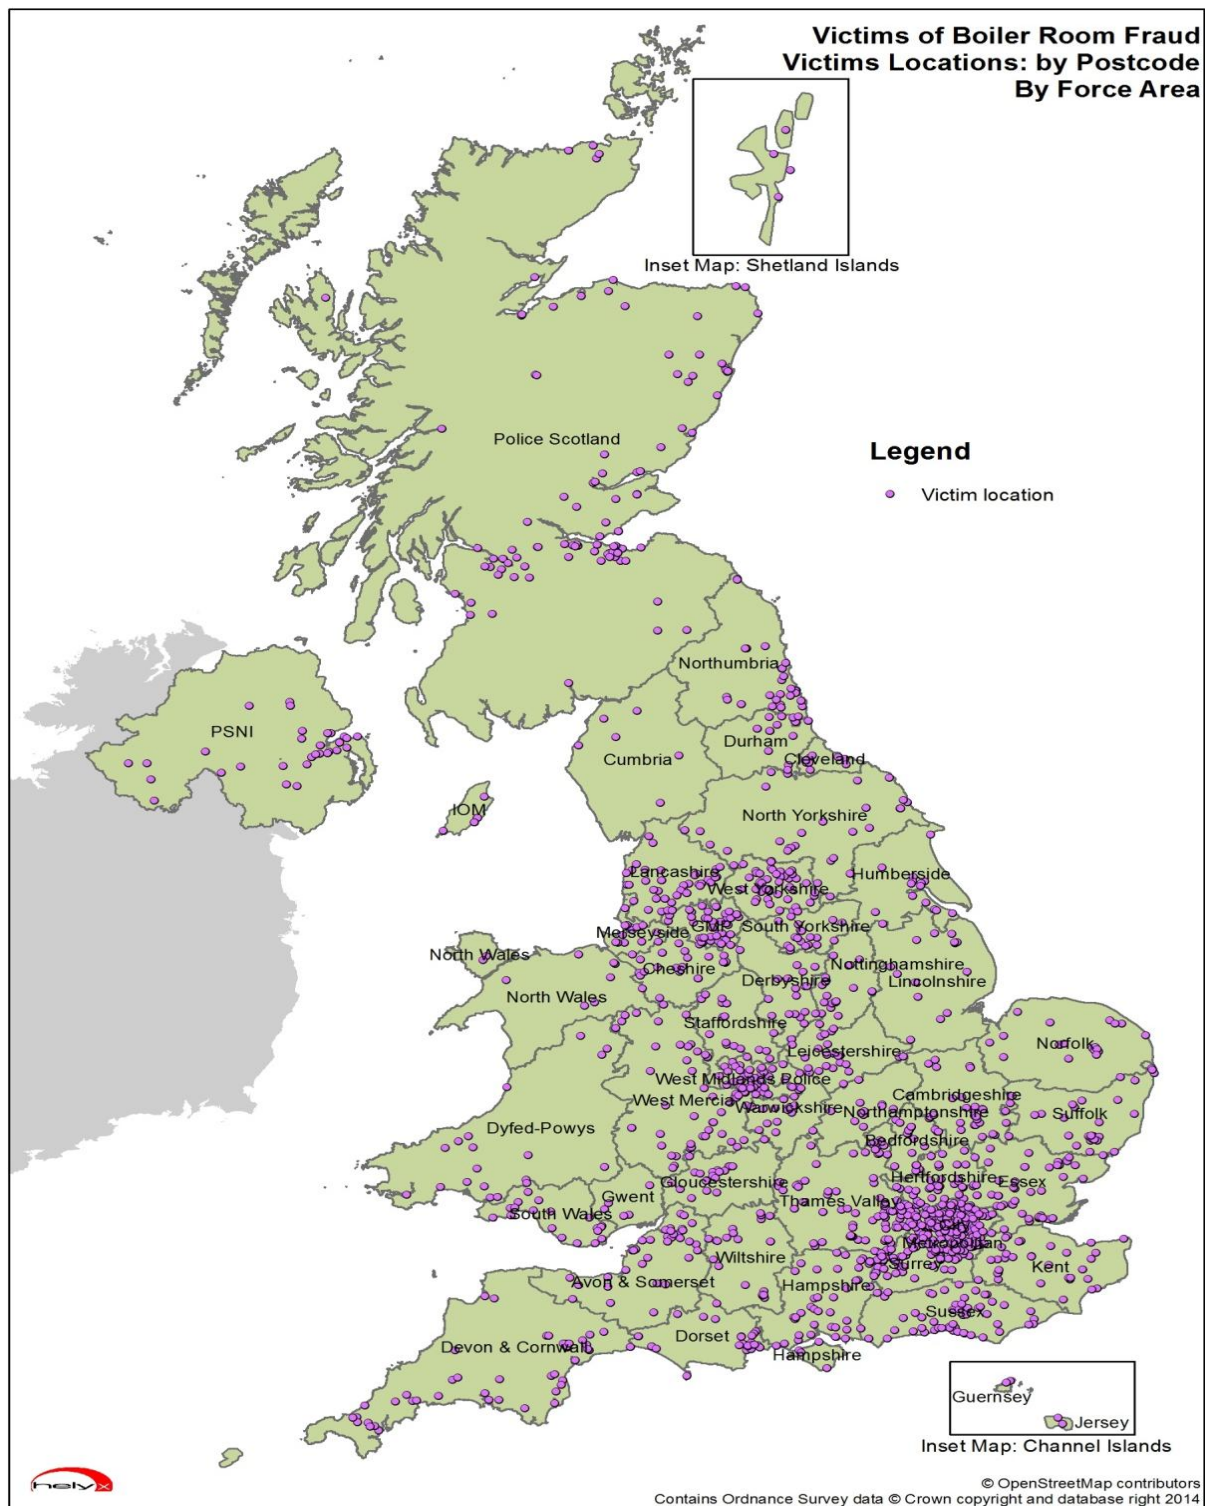 Victims of Boiler Room Fraud
Victims Locations: by Postcode
By Force Area
Inset Map: Shetland Islands
Police Scotland
Legend
Victim location
Northumbria
PSNI
Durham
Cleveland
Cumbria
IOM
North Yorkshire
Lancashire
Humberside
West Yorkshire
Merseyside
GMP
South Yorkshire
North Wales
Cheshire
Nottinghamshire
Derbyshire
Lincolnshire
North Wales
Staffordshire
Norfolk
Leicestershire
West Midlands Police
Cambridgeshire
West Mercia
Warwickshire
Northamptonshire
Suffolk
Dyfed-Powys
Bedfordshire
Hertfordshire
Essex
Gloucestershire
Gwent
Thames Valley
South Wales
City
Metropolitan
Wiltshire
Surrey
Kent
Avon & Somerset
Hampshire
Sussex
Dorset
Devon & Cornwall
Hampshire
Guernsey
Jersey
Inset Map: Channel Islands
helyx
© OpenStreetMap contributors
Contains Ordnance Survey data © Crown copyright and database right 2014